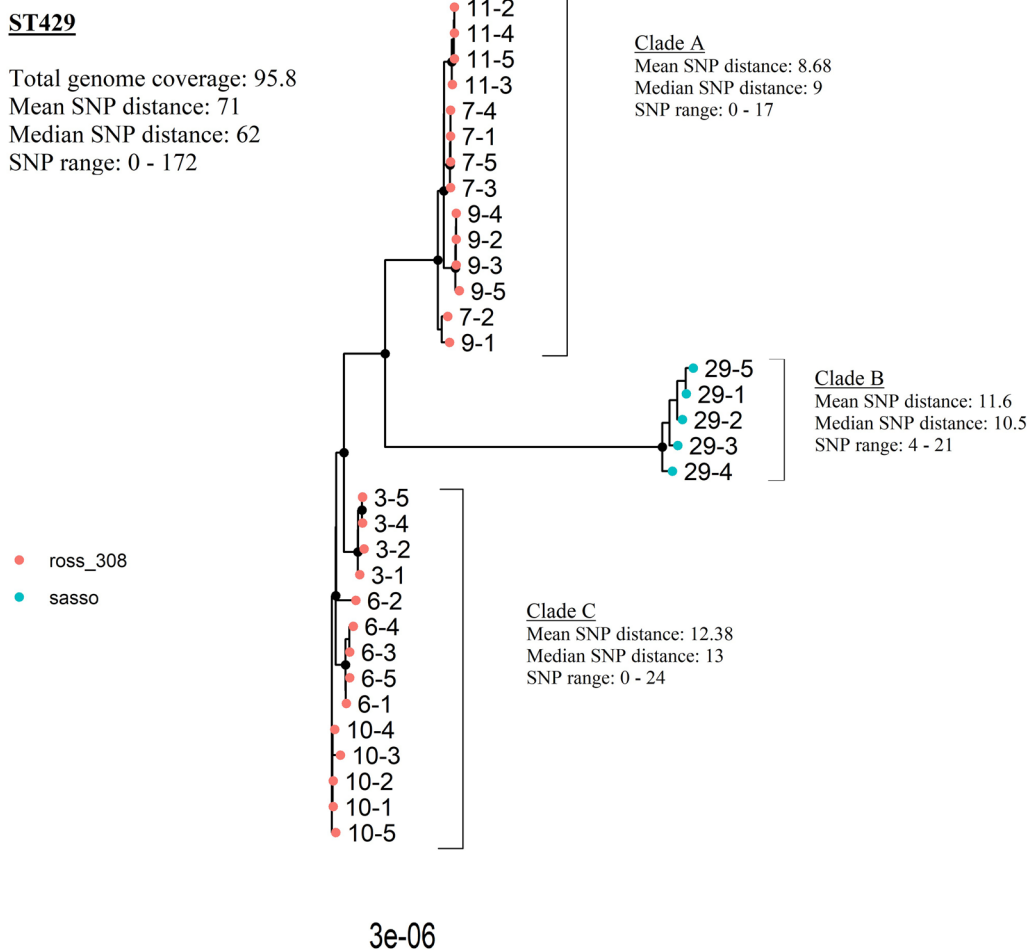 ST429
Total genome coverage: 95.8
Mean SNP distance: 71
Median SNP distance: 62
SNP range: 0 - 172
11-2
11-4
11-5
11-3
7-4
7-1
7-5
7-3
9-4
9-2
9-3
9-5
7-2
9-1
Clade A
Mean SNP distance: 8.68
Median SNP distance: 9
SNP range: 0 - 17
29-5
29-1
29-2
29-3
29-4
Clade B
Mean SNP distance: 11.6
Median SNP distance: 10.5
SNP range: 4 - 21
3-5
3-4
3-2
3-1
6-2
6-4
6-3
6-5
6-1
10-4
10-3
10-2
10-1
10-5
ross_308
sasso
Clade C
Mean SNP distance: 12.38
Median SNP distance: 13
SNP range: 0 - 24
3e-06